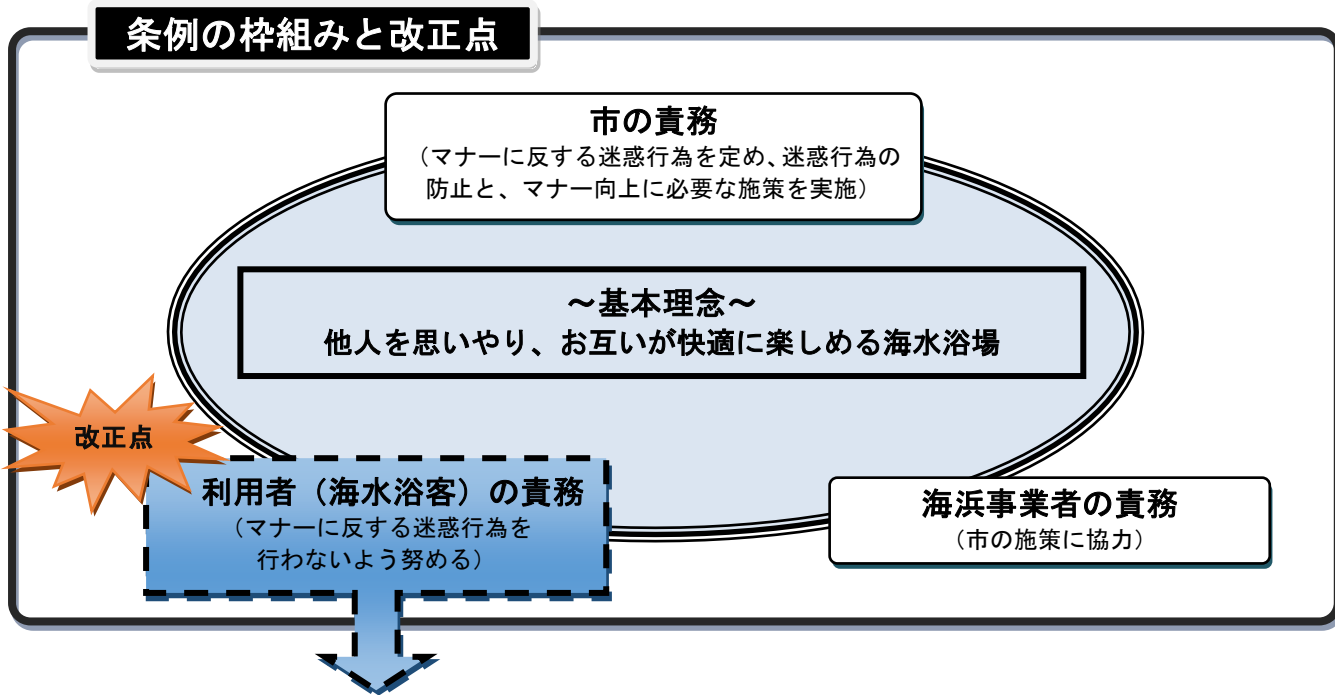 条例の枠組みと改正点
市の責務
（マナーに反する迷惑行為を定め、迷惑行為の
防止と、マナー向上に必要な施策を実施）
～基本理念～
他人を思いやり、お互いが快適に楽しめる海水浴場
改正点
利用者（海水浴客）の責務
（マナーに反する迷惑行為を
行わないよう努める）
海浜事業者の責務
（市の施策に協力）